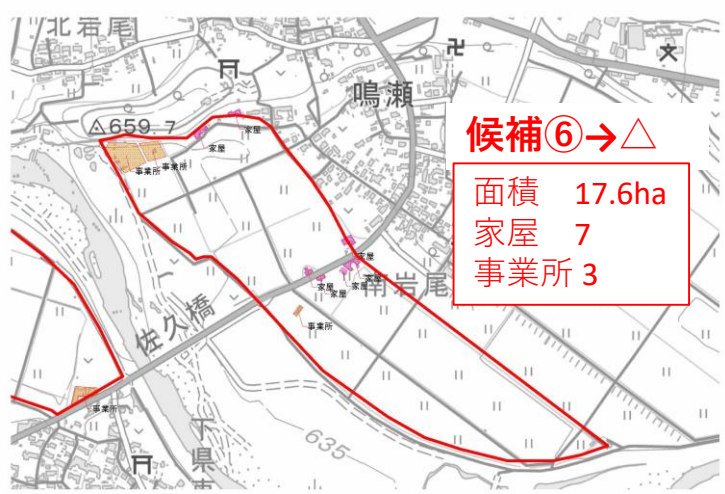 北岩尾
鳴瀬
659.7
家屋
家屋
事業所
事業所
候補⑥→△
面積 17.6ha
家屋 7
事業所 3
家屋
南岩尾
家屋
家屋
家屋
家屋
佐久橋
事業所
事業所
635
下県